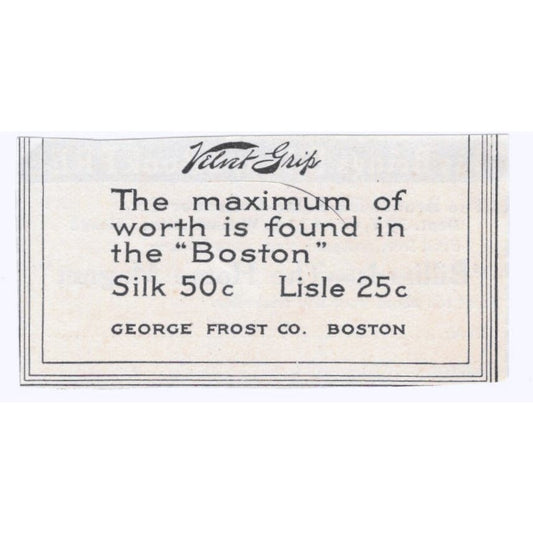 Velvet Grip
The maximum of
worth is found in
the "Boston"
Silk 50c Lisle 25c
GEORGE FROST CO. BOSTON